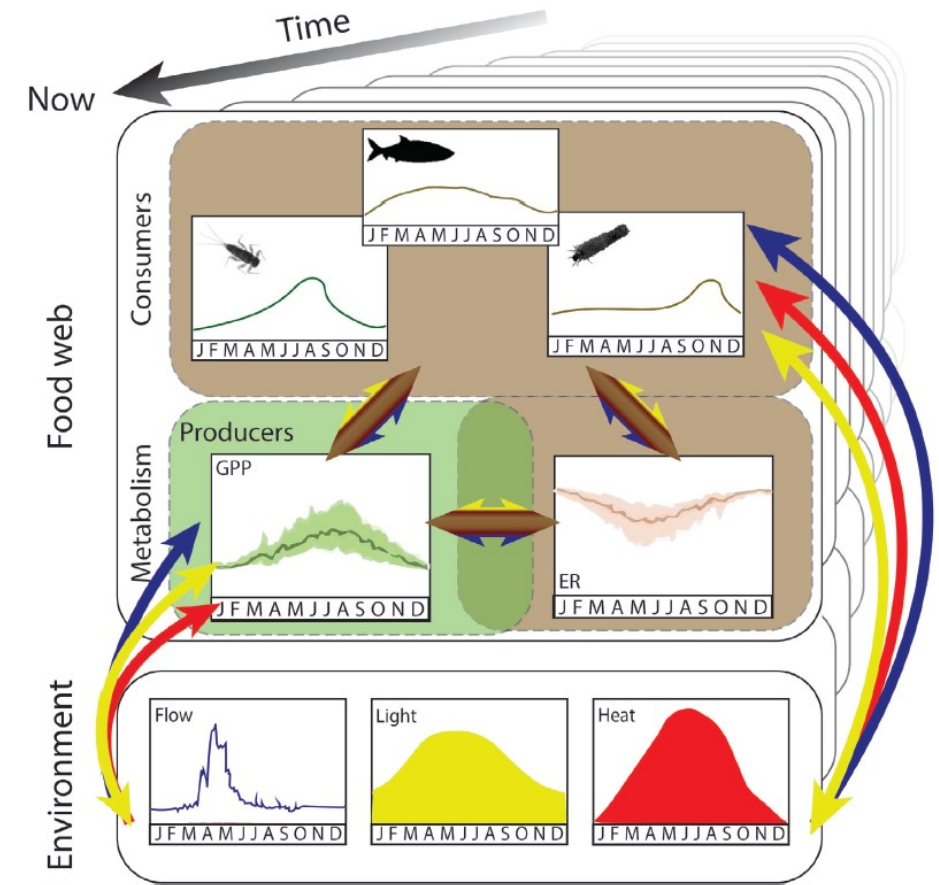 Time
Now
Food web
Consumers
J F M A M J J A S O N D
J F M A M J J A S O N D
J F M A M J J A S O N D
Metabolism
Producers
GPP
J F M A M J J A S O N D
ER
J F M A M J J A S O N D
Environment
Flow
J F M A M J J A S O N D
Light
J F M A M J J A S O N D
Heat
J F M A M J J A S O N D